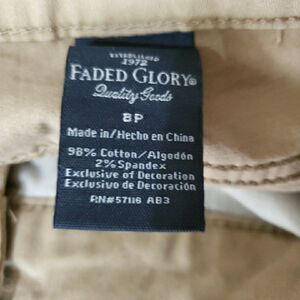 ESTABLISHED
1972
FADED GLORY®
Quality Goods
8P
Made in/Hecho en China
98% Cotton/Algodón
2% Spandex
Exclusive of Decoration
Exclusivo de Decoración
RN#57116 AB3